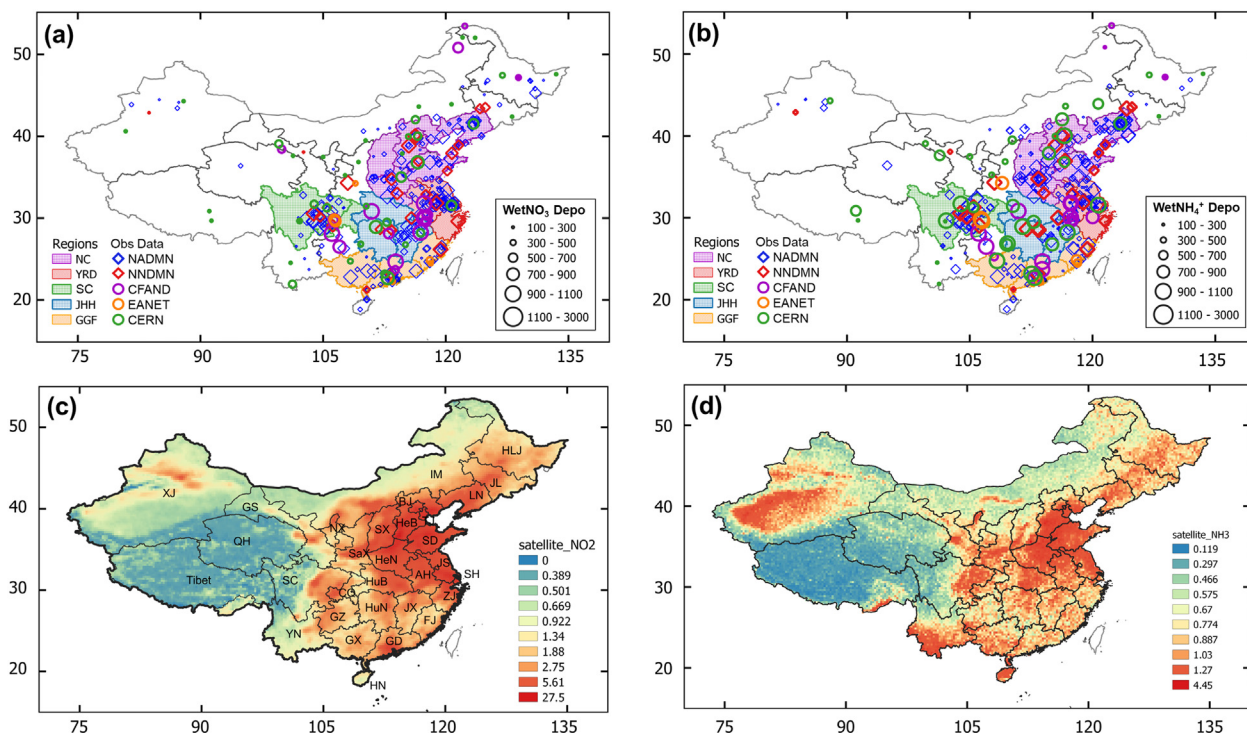 (a)
50
40
30
20
75 90 105 120 135
Regions Obs Data
NC NADMN
YRD NNDMN
SC CFAND
JHH EANET
GGF CERN
WetNO3 Depo
100 - 300
300 - 500
500 - 700
700 - 900
900 - 1100
1100 - 3000
(b)
50
40
30
20
75 90 105 120 135
Regions Obs Data
NC NADMN
YRD NNDMN
SC CFAND
JHH EANET
GGF CERN
WetNH4+ Depo
100 - 300
300 - 500
500 - 700
700 - 900
900 - 1100
1100 - 3000
(c)
50
40
30
20
75 90 105 120 135
HLJ
IM
JL
XJ
LN
BJ
GS
NX
SX
HeB
QH
SD
SaX
HeN
JS
Tibet
SC
HuB
AH
SH
CQ
ZJ
GZ
HuN
JX
FJ
YN
GX
GD
HN
satellite_NO2
0
0.389
0.501
0.669
0.922
1.34
1.88
2.75
5.61
27.5
(d)
50
40
30
20
75 90 105 120 135
satellite_NH3
0.119
0.297
0.466
0.575
0.67
0.774
0.887
1.03
1.27
4.45